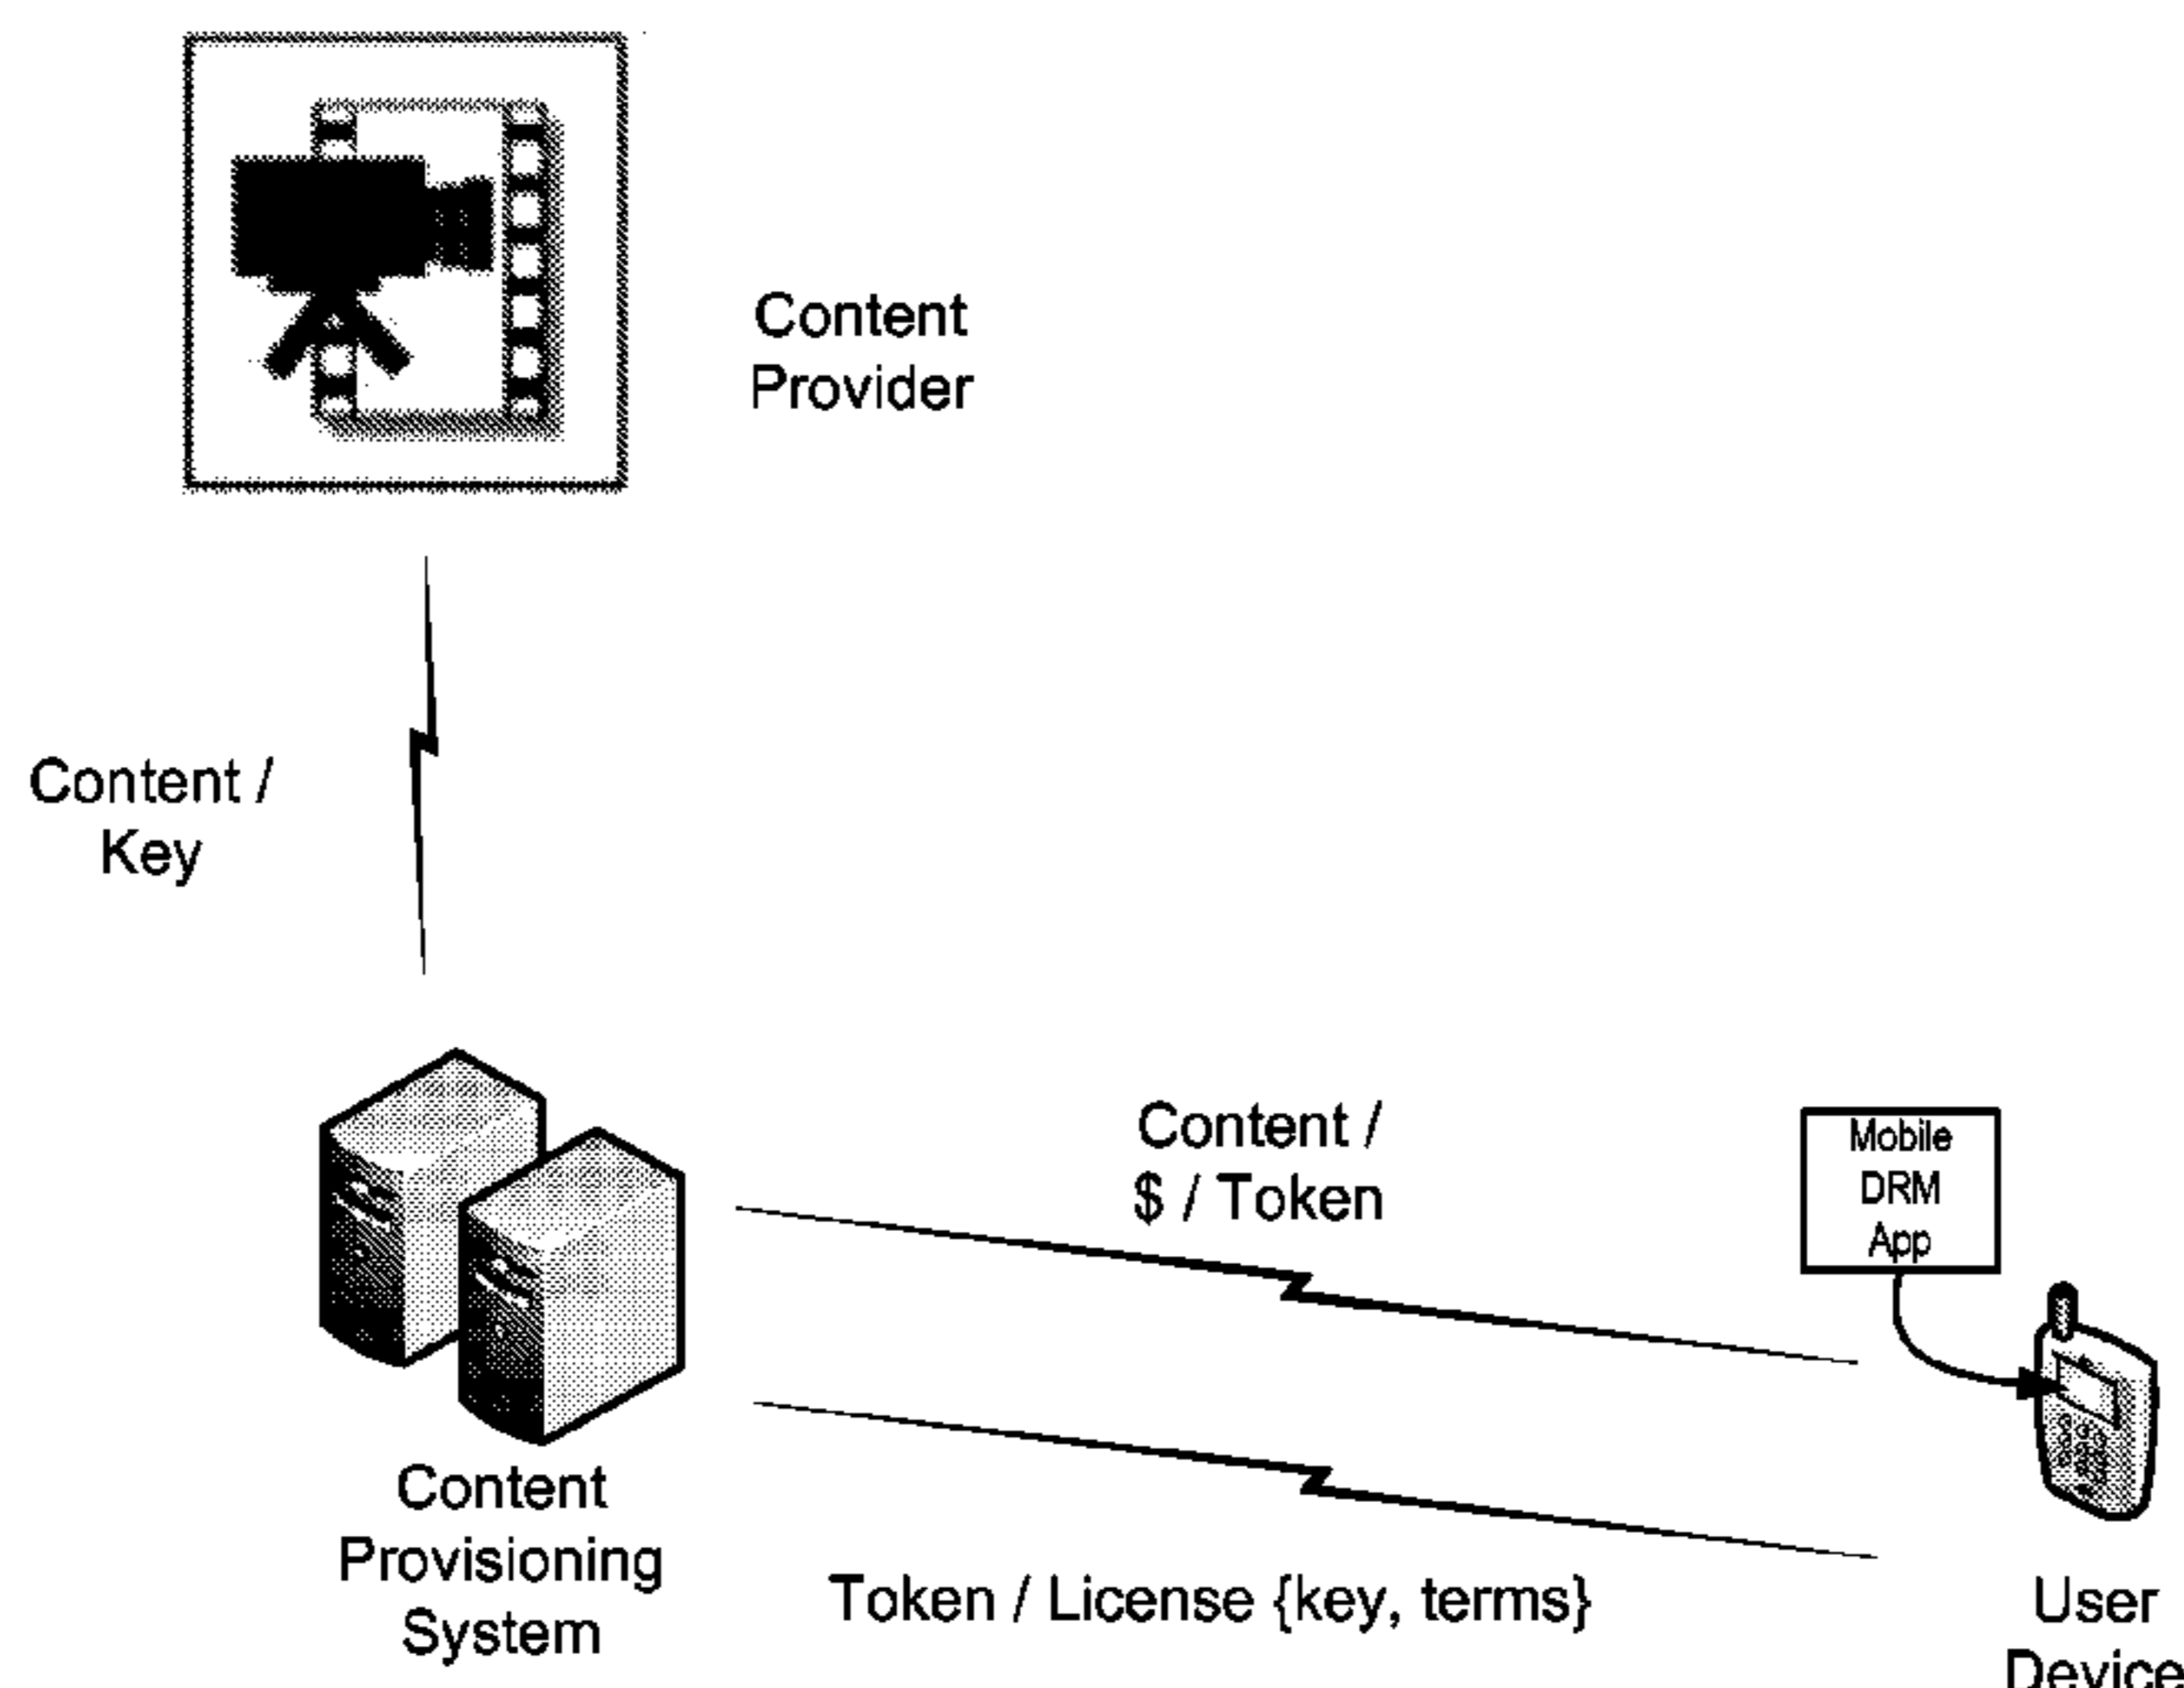 Content
Provider
Content /
Key
Content /
$ / Token
Mobile
DRM
App
Content
Provisioning
System
Token / License {key, terms}
User
Device